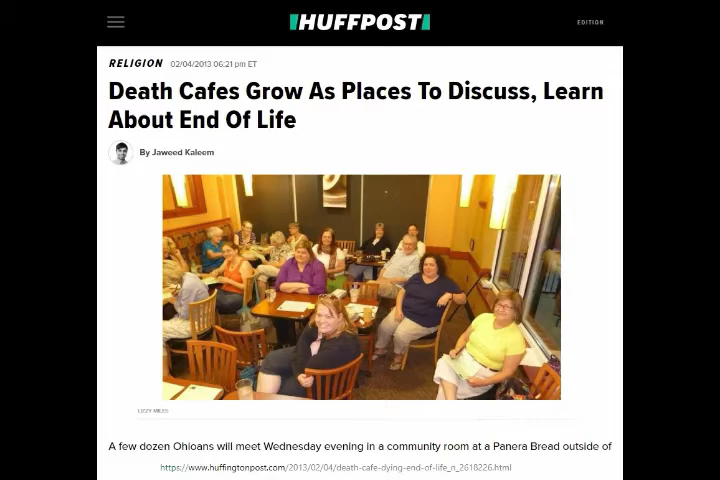 HUFFPOST
EDITION
RELIGION 02/04/2013 06:21 pm ET
Death Cafes Grow As Places To Discuss, Learn
About End Of Life
By Jaweed Kaleem
LIZZY MILES
A few dozen Ohioans will meet Wednesday evening in a community room at a Panera Bread outside of
https://www.huffingtonpost.com/2013/02/04/death-cafe-dying-end-of-life_n_2618226.html